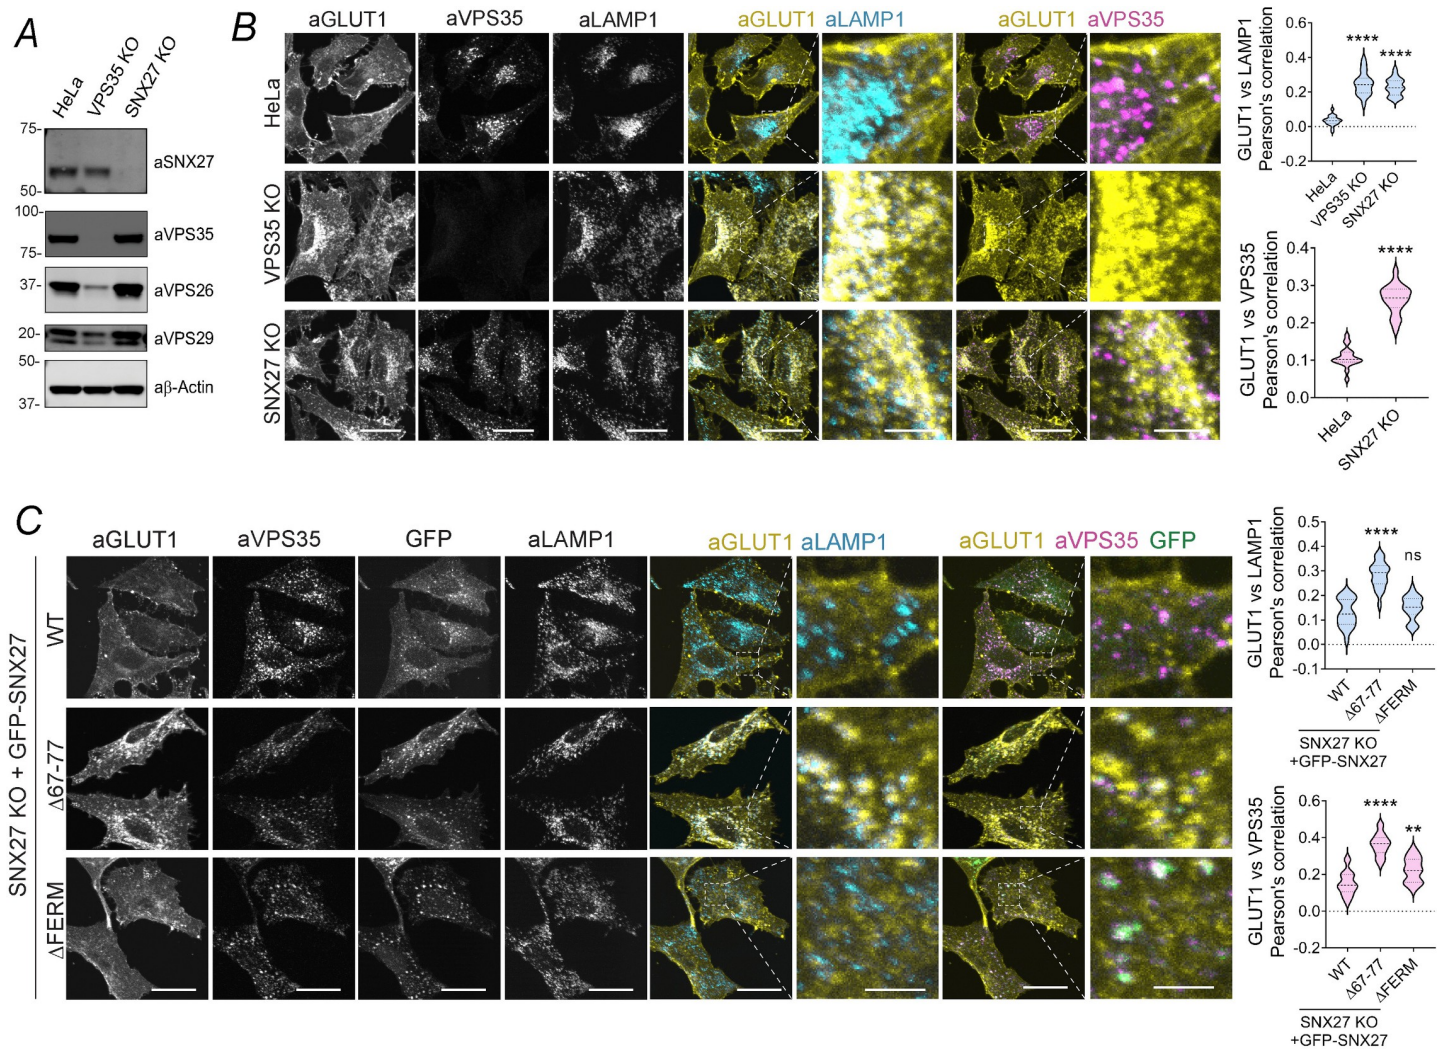 A
HeLa
VPS35 KO
SNX27 KO
75-
50-
aSNX27
100-
75-
aVPS35
37-
aVPS26
20-
aVPS29
50-
37-
aβ-Actin
B
aGLUT1
aVPS35
aLAMP1
aGLUT1 aLAMP1
aGLUT1 aVPS35
HeLa
VPS35 KO
SNX27 KO
GLUT1 vs LAMP1
Pearson's correlation
0.6
0.4
0.2
0.0
-0.2
****
****
HeLa
VPS35 KO
SNX27 KO
GLUT1 vs VPS35
Pearson's correlation
0.4
0.3
0.2
0.1
0.0
****
HeLa
SNX27 KO
C
aGLUT1
aVPS35
GFP
aLAMP1
aGLUT1 aLAMP1
aGLUT1 aVPS35 GFP
SNX27 KO + GFP-SNX27
WT
Δ67-77
ΔFERM
GLUT1 vs LAMP1
Pearson's correlation
0.5
0.4
0.3
0.2
0.1
0.0
-0.1
****
ns
WT
Δ67-77
ΔFERM
SNX27 KO
+GFP-SNX27
GLUT1 vs VPS35
Pearson's correlation
0.6
0.4
0.2
0.0
-0.2
****
**
WT
Δ67-77
ΔFERM
SNX27 KO
+GFP-SNX27